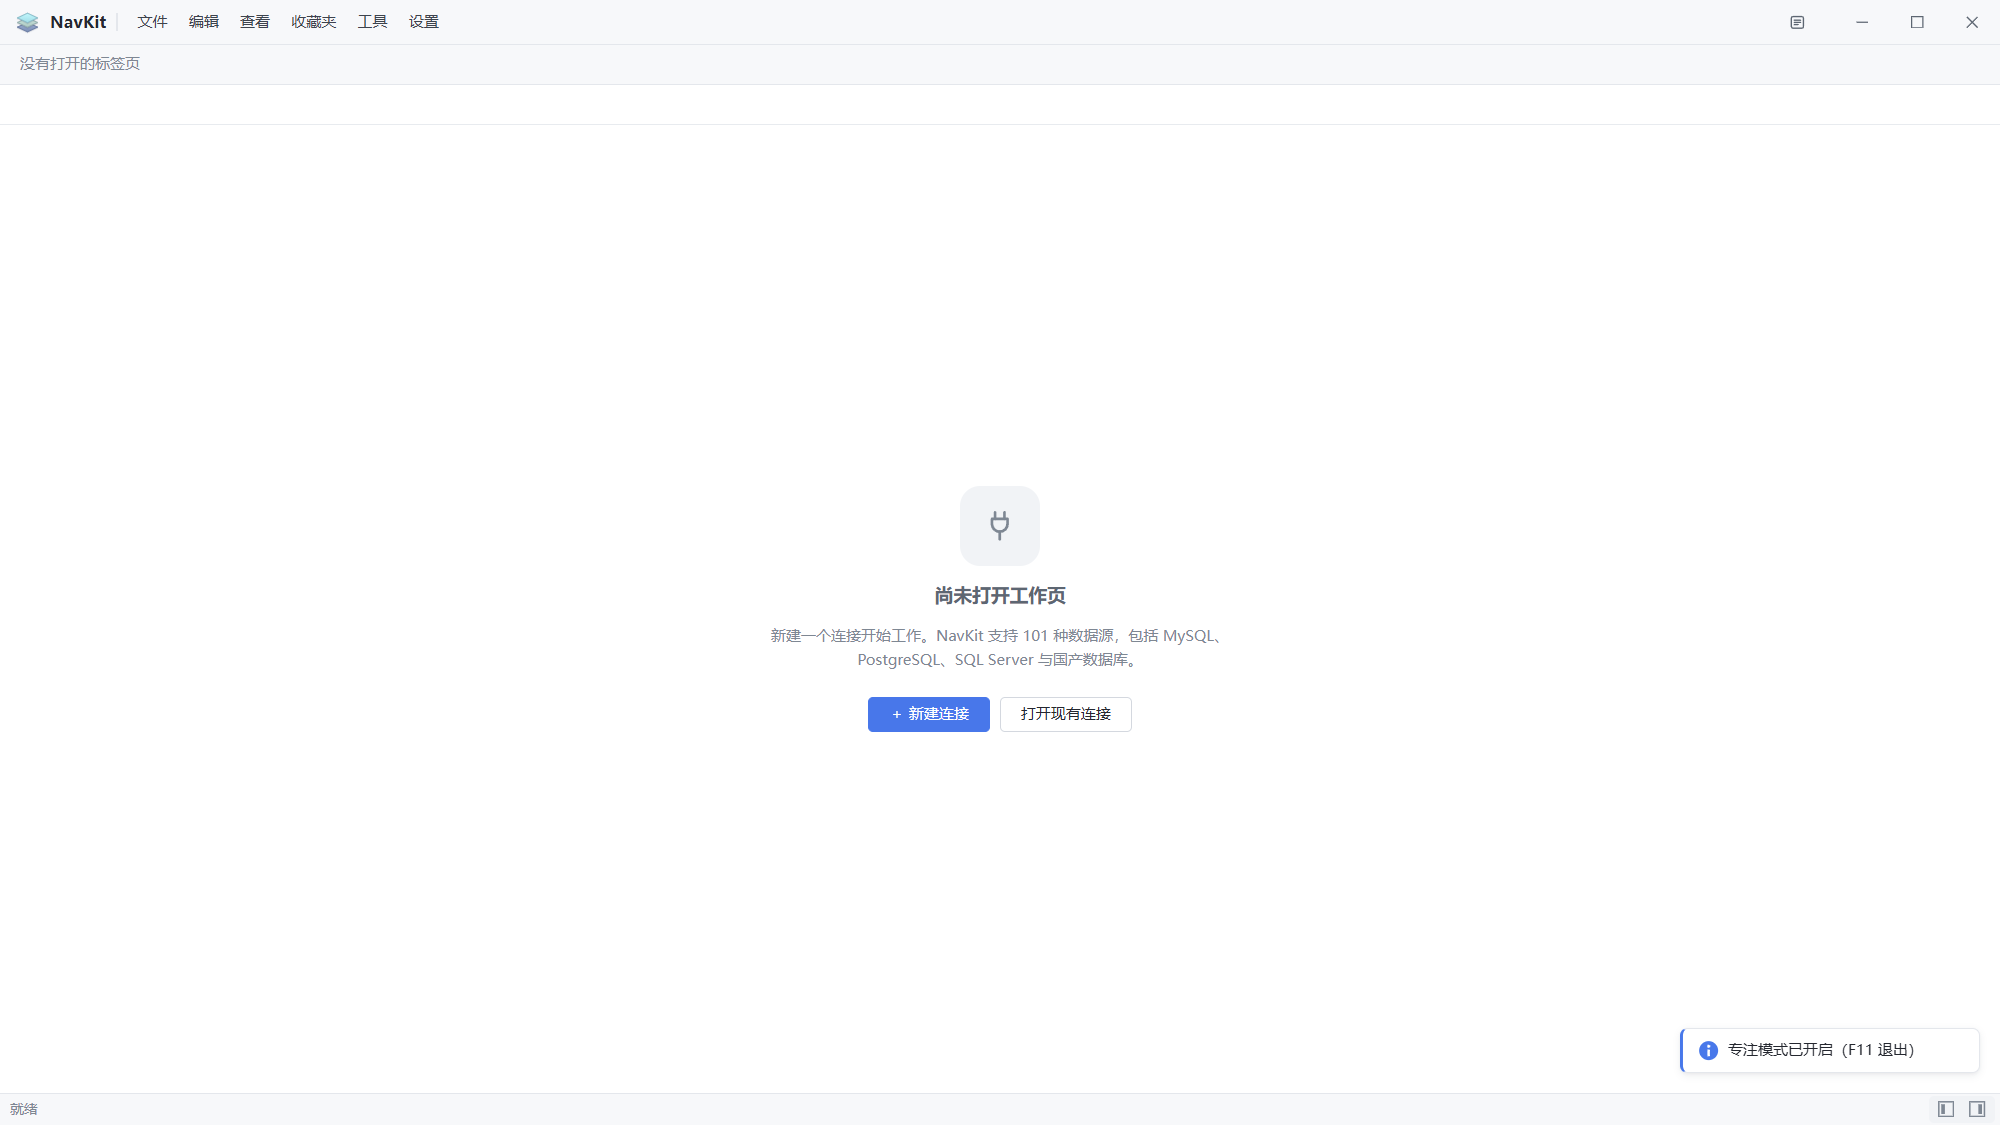 NavKit 文件 编辑 查看 收藏夹 工具 设置
没有打开的标签页
尚未打开工作页
新建一个连接开始工作。NavKit 支持 101 种数据源，包括 MySQL、
PostgreSQL、SQL Server 与国产数据库。
+ 新建连接 打开现有连接
专注模式已开启（F11 退出）
就绪